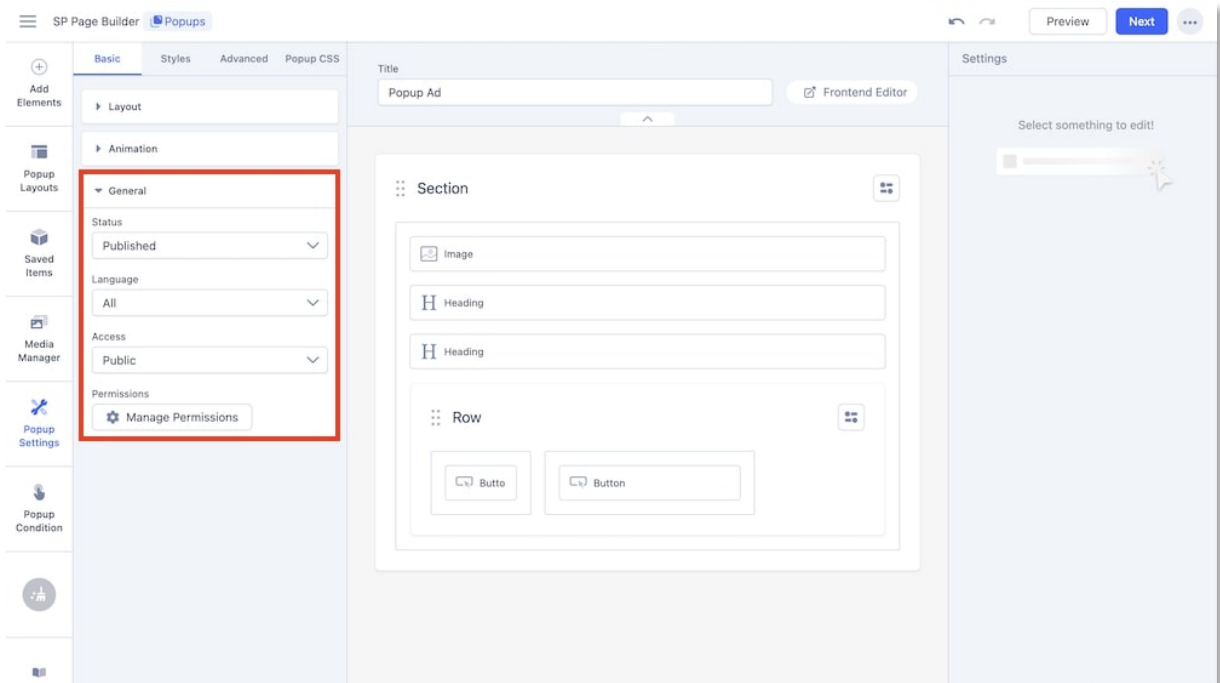 SP Page Builder Popups
Preview
Next
Add
Elements
Popup
Layouts
Saved
Items
Media
Manager
Popup
Settings
Popup
Condition
Basic Styles Advanced Popup CSS
Layout
Animation
General
Status
Published
Language
All
Access
Public
Permissions
Manage Permissions
Title
Popup Ad
Frontend Editor
Section
Image
H Heading
H Heading
Row
Butto
Button
Settings
Select something to edit!